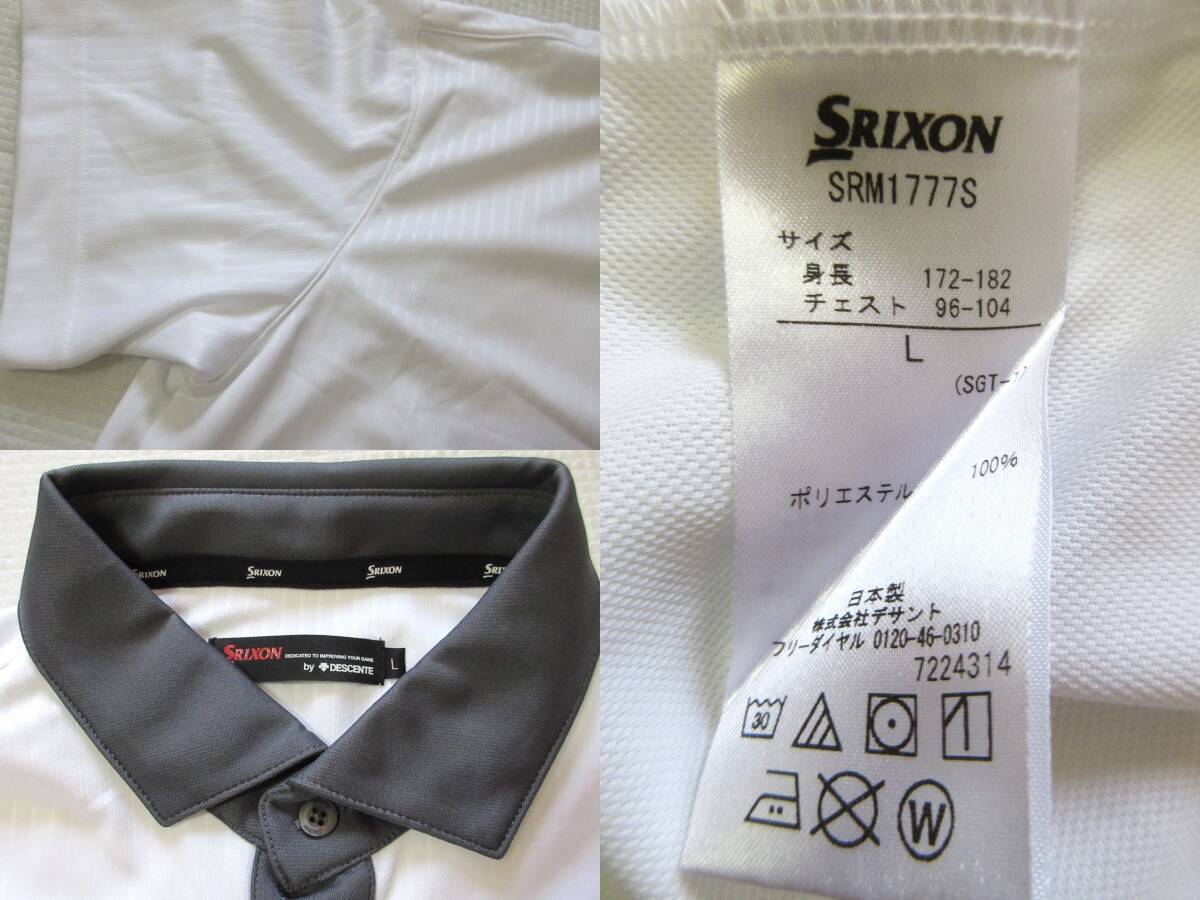 SRIXON
SRM1777S
サイズ
身長 172-182
チェスト 96-104
L
(SGT-
100%
ポリエステル
日本製
株式会社デサント
フリーダイヤル 0120-46-0310
7224314
30
W
SRIXON SRIXON SRIXON SRI
SRIXON DEDICATED TO IMPROVING YOUR GAME
by DESCENTE L